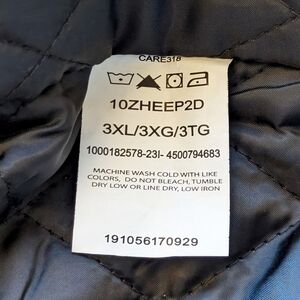 CARE318
10ZHEEP2D
3XL/3XG/3TG
1000182578-23I- 4500794683
MACHINE WASH COLD WITH LIKE
COLORS, DO NOT BLEACH, TUMBLE
DRY LOW OR LINE DRY, LOW IRON
191056170929